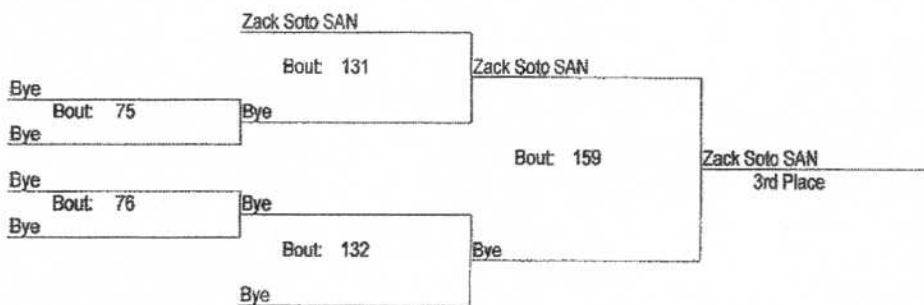 Zack Soto SAN
Bout: 131
Zack Soto SAN
Bye
Bout: 75
Bye
Bye
Bout: 159
Zack Soto SAN
3rd Place
Bye
Bout: 76
Bye
Bye
Bout: 132
Bye
Bye